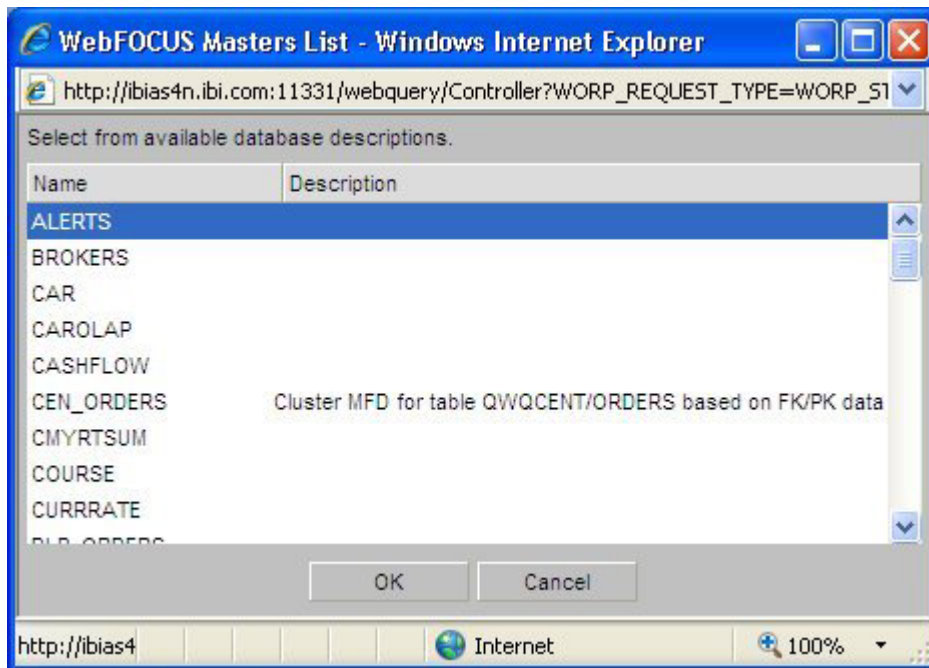 WebFOCUS Masters List - Windows Internet Explorer
http://ibias4n.ibi.com:11331/webquery/Controller?WORP_REQUEST_TYPE=WORP_ST
Select from available database descriptions.
Name Description
ALERTS
BROKERS
CAR
CAROLAP
CASHFLOW
CEN_ORDERS Cluster MFD for table QWQCENT/ORDERS based on FK/PK data
CMYRTSUM
COURSE
CURRRATE
OK Cancel
http://ibias4 Internet 100%